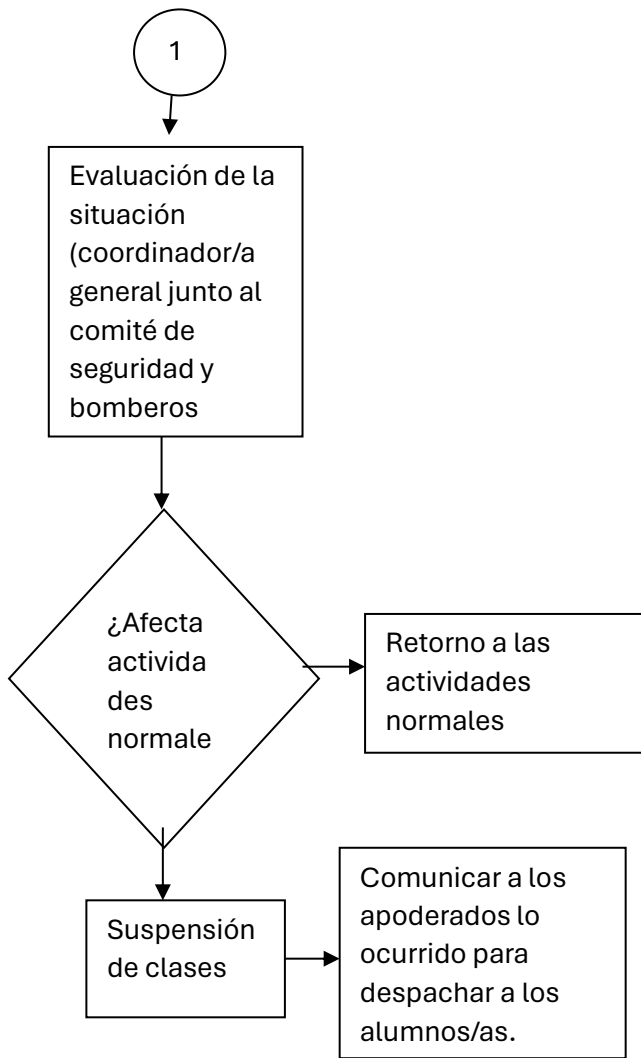 1
Evaluación de la
situación
(coordinador/a
general junto al
comité de
seguridad y
bomberos
¿Afecta
activida
des
normale
Retorno a las
actividades
normales
Suspensión
de clases
Comunicar a los
apoderados lo
ocurrido para
despachar a los
alumnos/as.